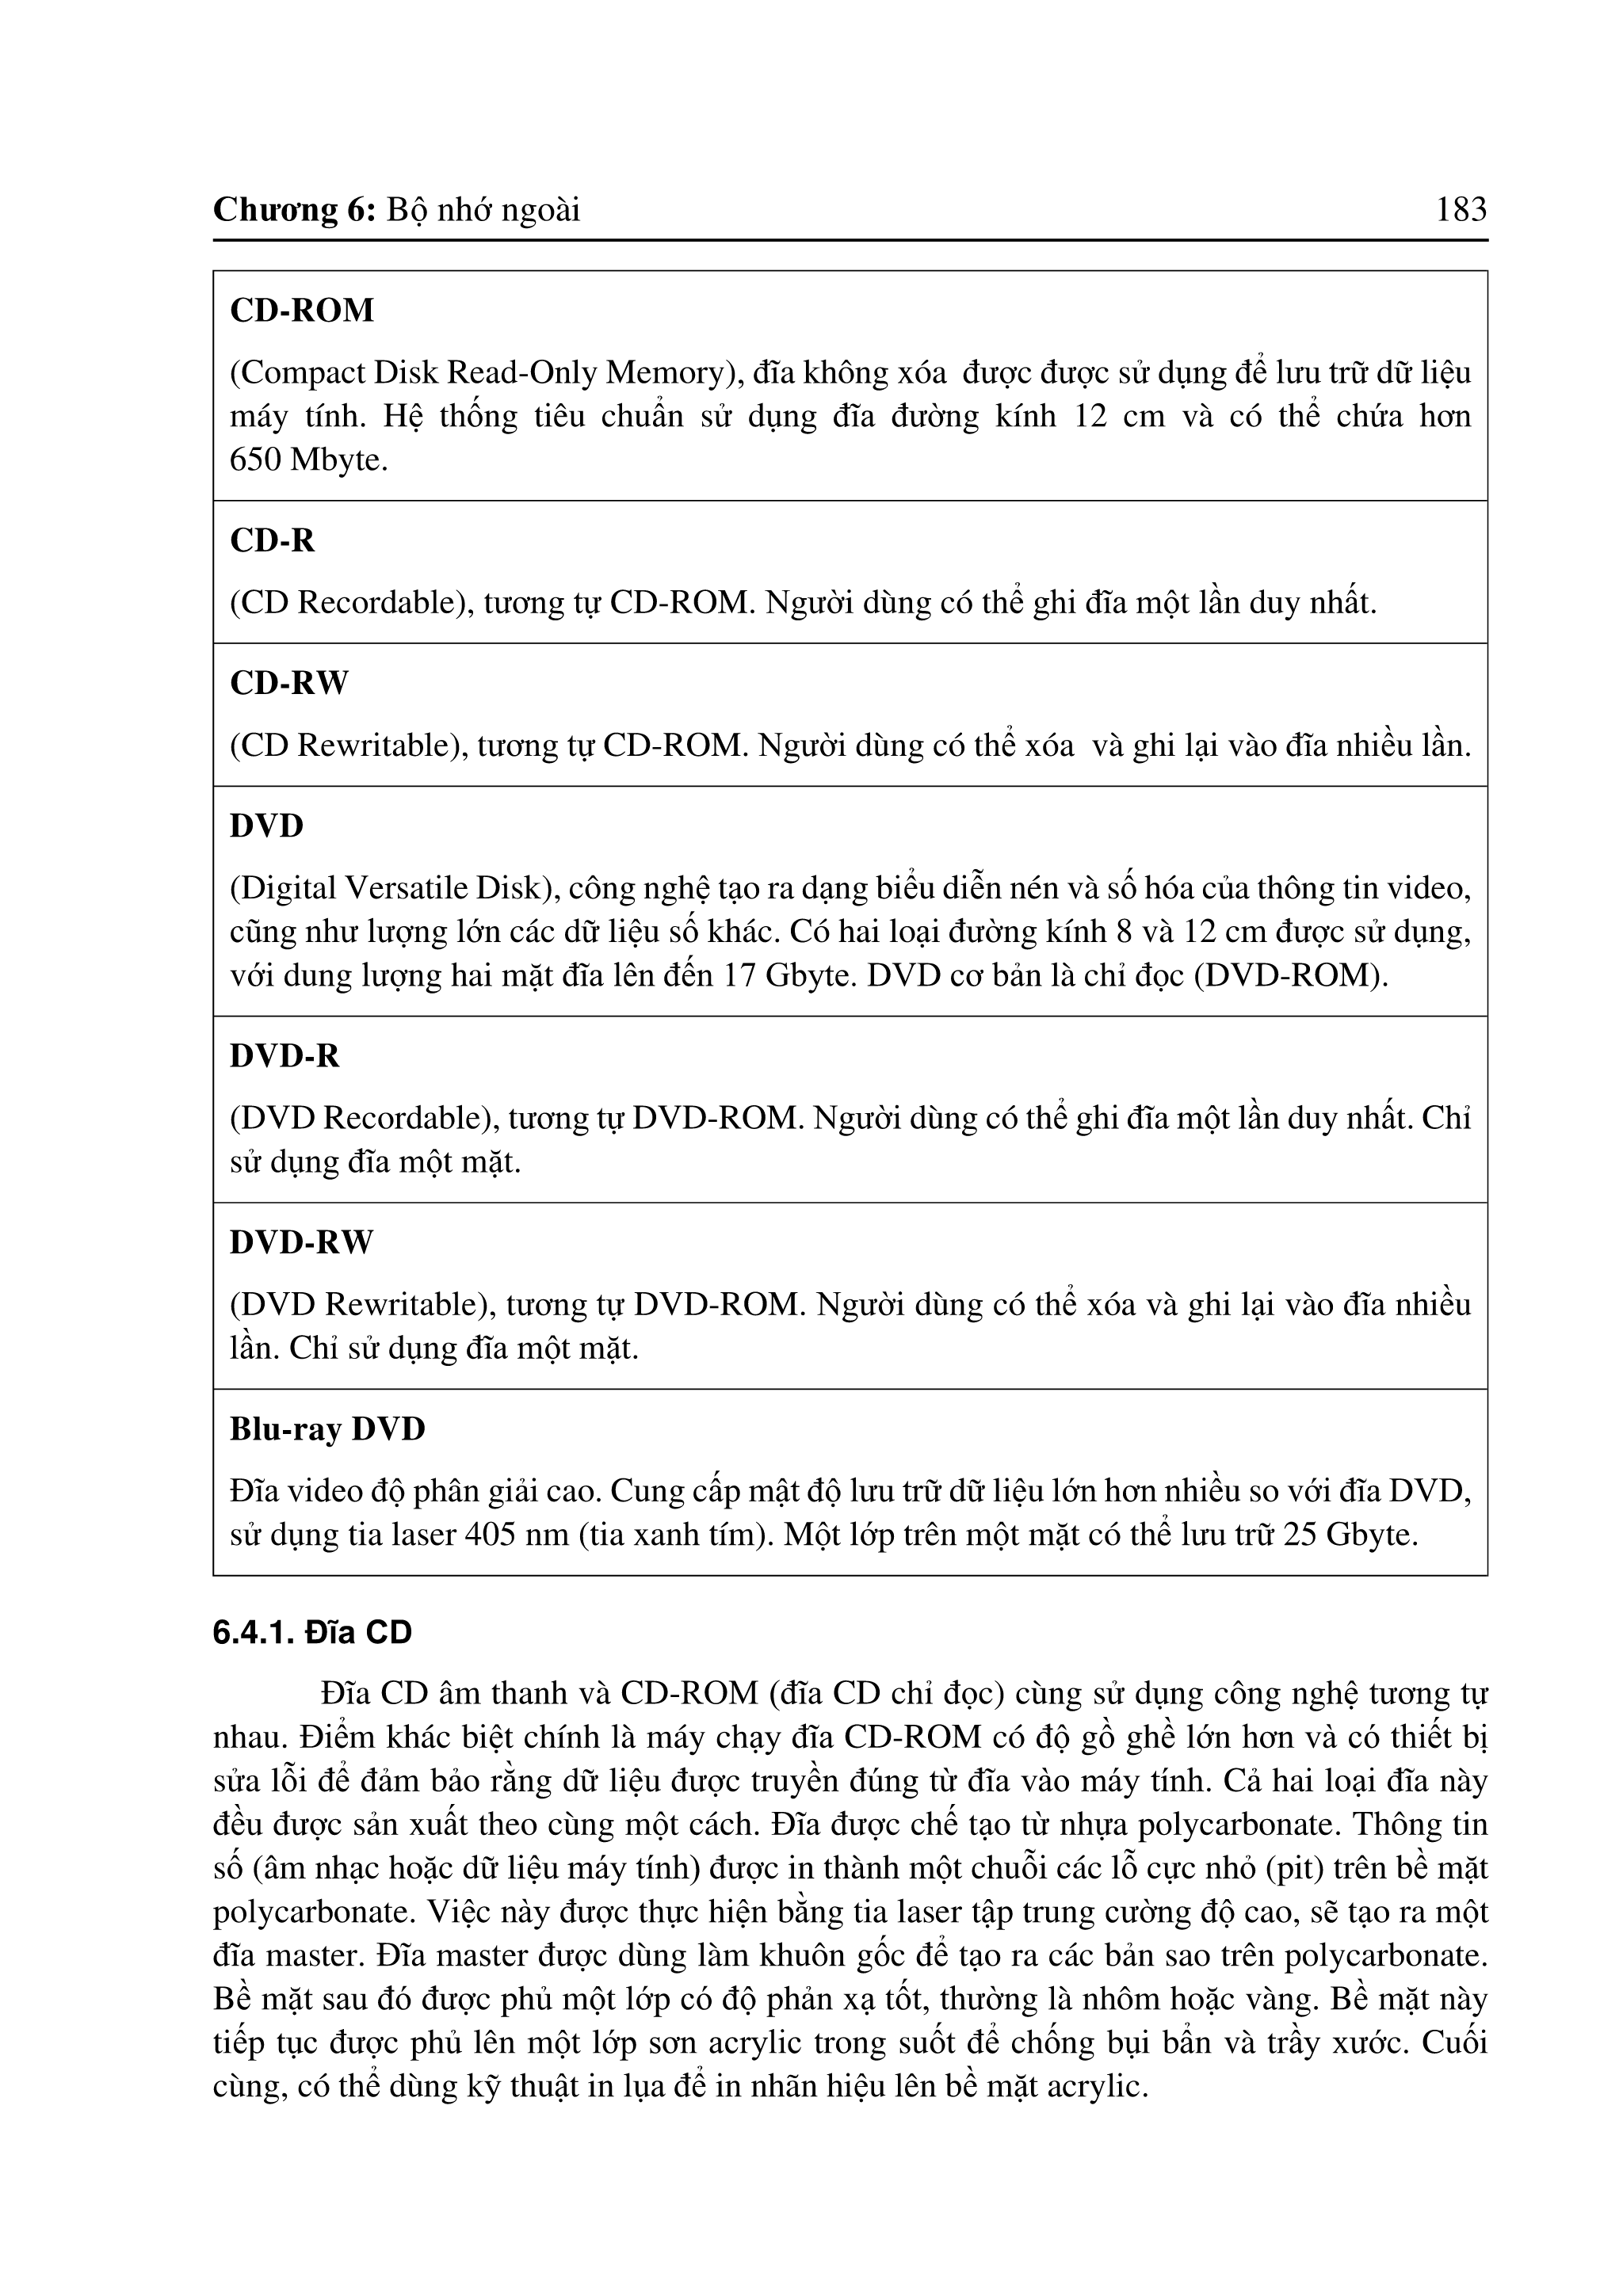 Chương 6: Bộ nhớ ngoài 183
CD-ROM
(Compact Disk Read-Only Memory), đĩa không xóa được được sử dụng để lưu trữ dữ liệu
máy tính. Hệ thống tiêu chuẩn sử dụng đĩa đường kính 12 cm và có thể chứa hơn
650 Mbyte.
CD-R
(CD Recordable), tương tự CD-ROM. Người dùng có thể ghi đĩa một lần duy nhất.
CD-RW
(CD Rewritable), tương tự CD-ROM. Người dùng có thể xóa và ghi lại vào đĩa nhiều lần.
DVD
(Digital Versatile Disk), công nghệ tạo ra dạng biểu diễn nén và số hóa của thông tin video,
cũng như lượng lớn các dữ liệu số khác. Có hai loại đường kính 8 và 12 cm được sử dụng,
với dung lượng hai mặt đĩa lên đến 17 Gbyte. DVD cơ bản là chỉ đọc (DVD-ROM).
DVD-R
(DVD Recordable), tương tự DVD-ROM. Người dùng có thể ghi đĩa một lần duy nhất. Chỉ
sử dụng đĩa một mặt.
DVD-RW
(DVD Rewritable), tương tự DVD-ROM. Người dùng có thể xóa và ghi lại vào đĩa nhiều
lần. Chỉ sử dụng đĩa một mặt.
Blu-ray DVD
Đĩa video độ phân giải cao. Cung cấp mật độ lưu trữ dữ liệu lớn hơn nhiều so với đĩa DVD,
sử dụng tia laser 405 nm (tia xanh tím). Một lớp trên một mặt có thể lưu trữ 25 Gbyte.
6.4.1. Đĩa CD
Đĩa CD âm thanh và CD-ROM (đĩa CD chỉ đọc) cùng sử dụng công nghệ tương tự
nhau. Điểm khác biệt chính là máy chạy đĩa CD-ROM có độ gồ ghề lớn hơn và có thiết bị
sửa lỗi để đảm bảo rằng dữ liệu được truyền đúng từ đĩa vào máy tính. Cả hai loại đĩa này
đều được sản xuất theo cùng một cách. Đĩa được chế tạo từ nhựa polycarbonate. Thông tin
số (âm nhạc hoặc dữ liệu máy tính) được in thành một chuỗi các lỗ cực nhỏ (pit) trên bề mặt
polycarbonate. Việc này được thực hiện bằng tia laser tập trung cường độ cao, sẽ tạo ra một
đĩa master. Đĩa master được dùng làm khuôn gốc để tạo ra các bản sao trên polycarbonate.
Bề mặt sau đó được phủ một lớp có độ phản xạ tốt, thường là nhôm hoặc vàng. Bề mặt này
tiếp tục được phủ lên một lớp sơn acrylic trong suốt để chống bụi bẩn và trầy xước. Cuối
cùng, có thể dùng kỹ thuật in lụa để in nhãn hiệu lên bề mặt acrylic.